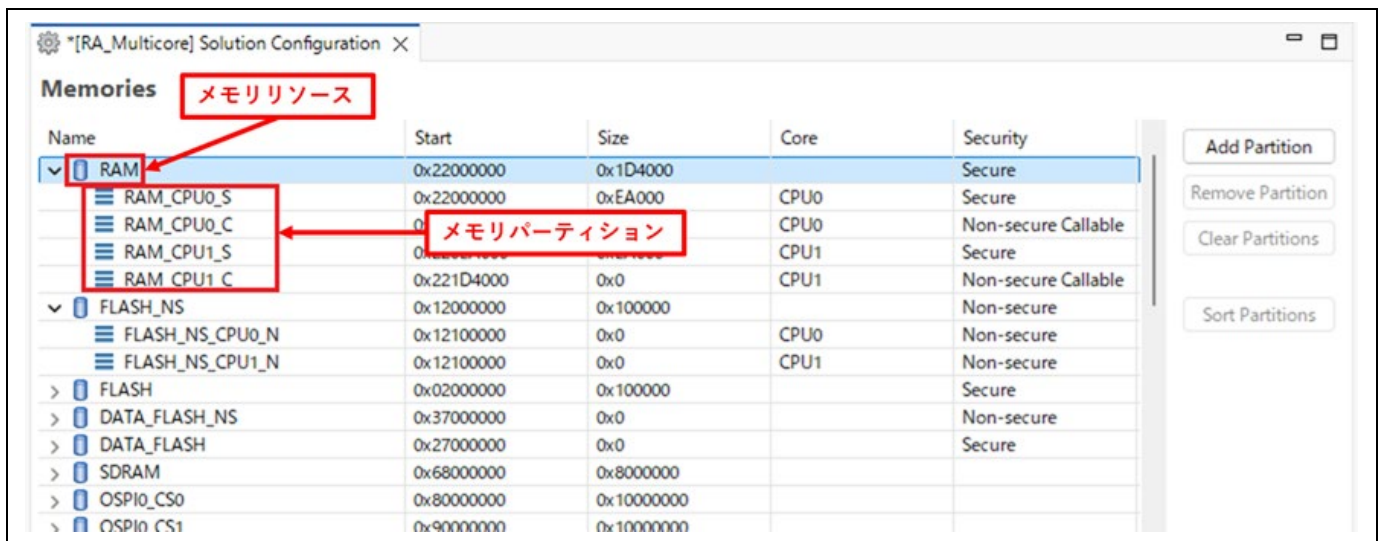 *[RA_Multicore] Solution Configuration
Memories
メモリリソース
Name Start Size Core Security
RAM 0x22000000 0x1D4000 Secure
RAM_CPU0_S 0x22000000 0xEA000 CPU0 Secure
RAM_CPU0_C CPU0 Non-secure Callable
メモリパーティション
RAM_CPU1_S CPU1 Secure
RAM_CPU1_C 0x221D4000 0x0 CPU1 Non-secure Callable
FLASH_NS 0x12000000 0x100000 Non-secure
FLASH_NS_CPU0_N 0x12100000 0x0 CPU0 Non-secure
FLASH_NS_CPU1_N 0x12100000 0x0 CPU1 Non-secure
FLASH 0x02000000 0x100000 Secure
DATA_FLASH_NS 0x37000000 0x0 Non-secure
DATA_FLASH 0x27000000 0x0 Secure
SDRAM 0x68000000 0x8000000
OSPI0_CS0 0x80000000 0x10000000
OSPI0_CS1 0x90000000 0x10000000
Add Partition
Remove Partition
Clear Partitions
Sort Partitions